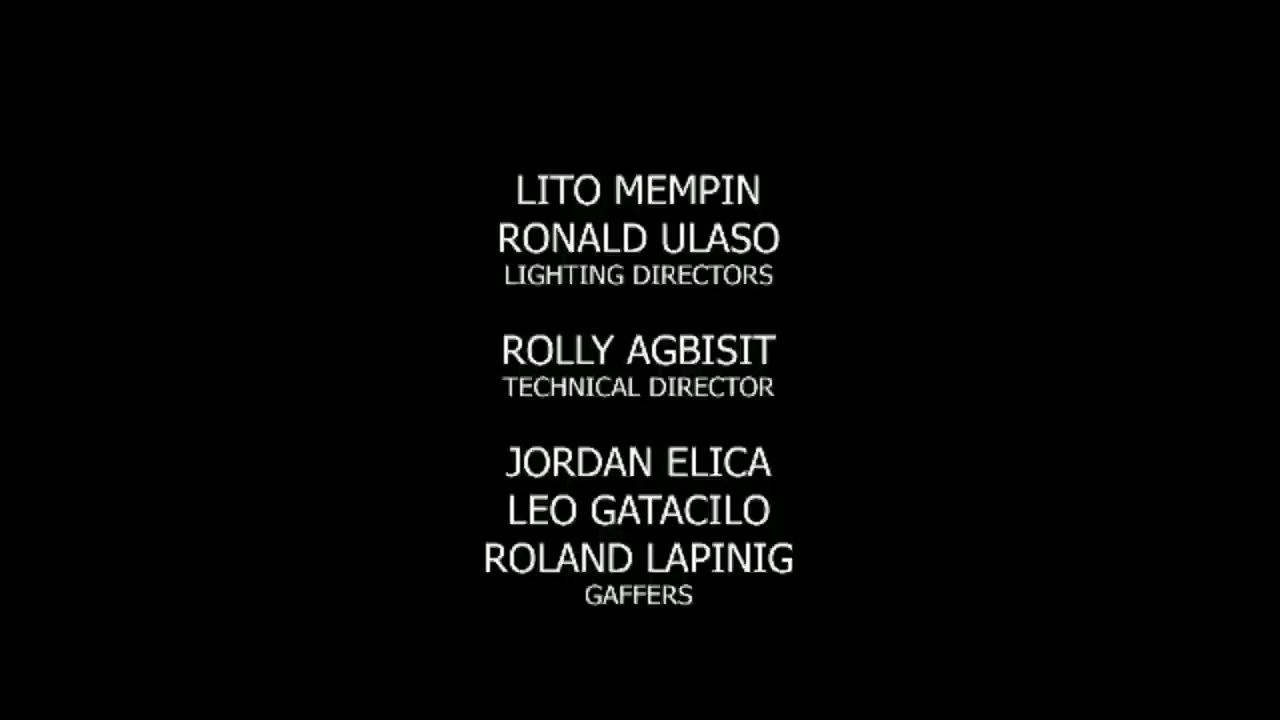 LITO MEMPIN
RONALD ULASO
LIGHTING DIRECTORS
ROLLY AGBISIT
TECHNICAL DIRECTOR
JORDAN ELICA
LEO GATACILO
ROLAND LAPINIG
GAFFERS